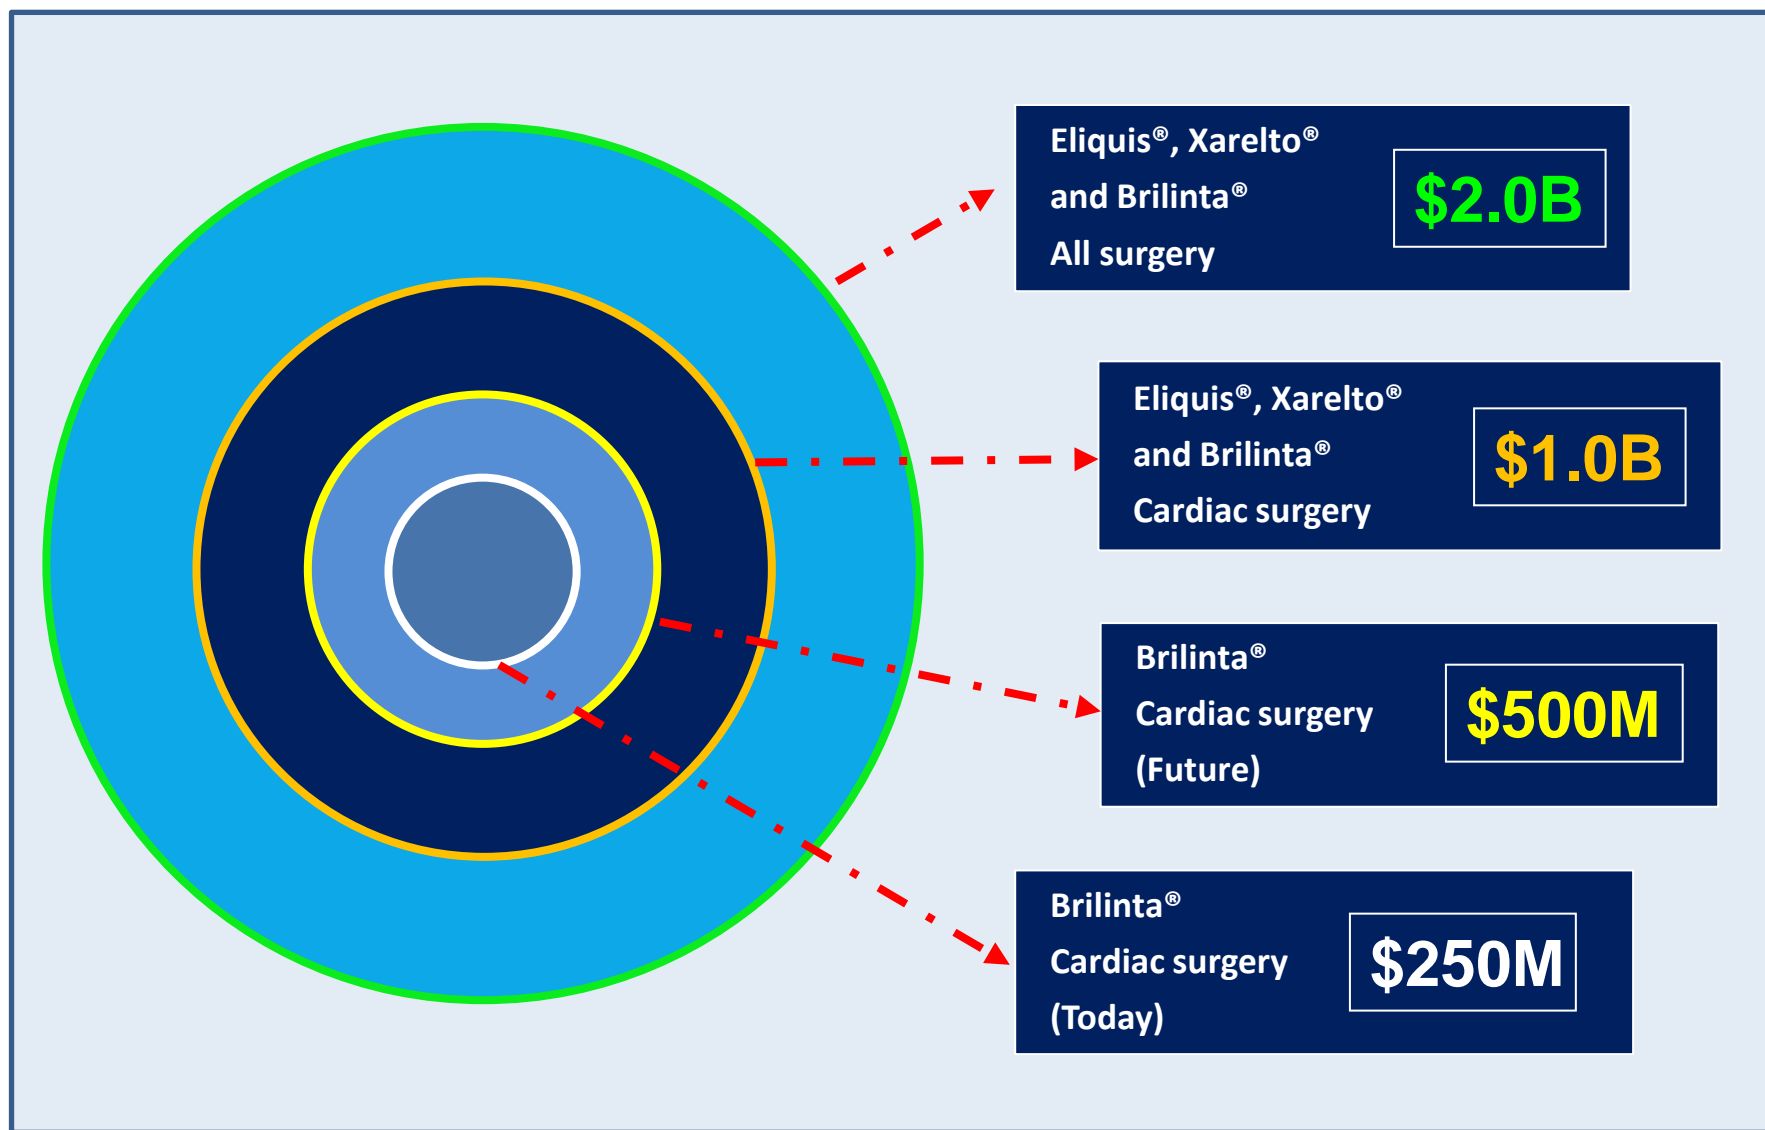 Eliquis®, Xarelto®
and Brilinta®
All surgery
$2.0B
Eliquis®, Xarelto®
and Brilinta®
Cardiac surgery
$1.0B
Brilinta®
Cardiac surgery
(Future)
$500M
Brilinta®
Cardiac surgery
(Today)
$250M